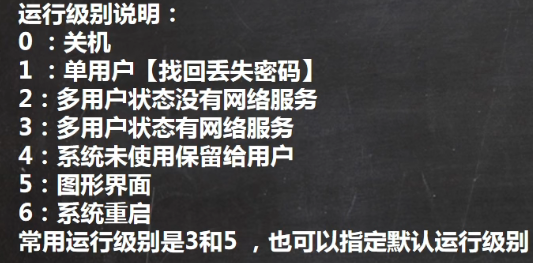 运行级别说明：
0 ：关机
1 ：单用户【找回丢失密码】
2：多用户状态没有网络服务
3：多用户状态有网络服务
4：系统未使用保留给用户
5：图形界面
6：系统重启
常用运行级别是3和5 ，也可以指定默认运行级别